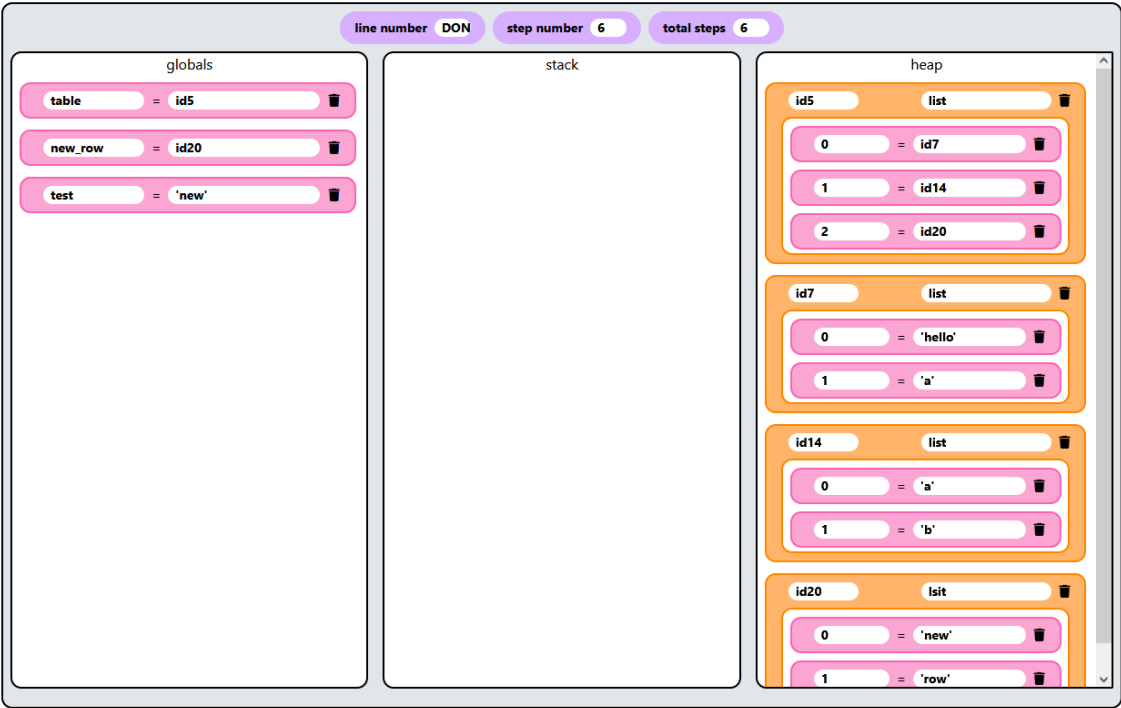 line number DON step number 6 total steps 6
globals
table = id5
new_row = id20
test = 'new'
stack
heap
id5 list
0 = id7
1 = id14
2 = id20
id7 list
0 = 'hello'
1 = 'a'
id14 list
0 = 'a'
1 = 'b'
id20 lsit
0 = 'new'
1 = 'row'